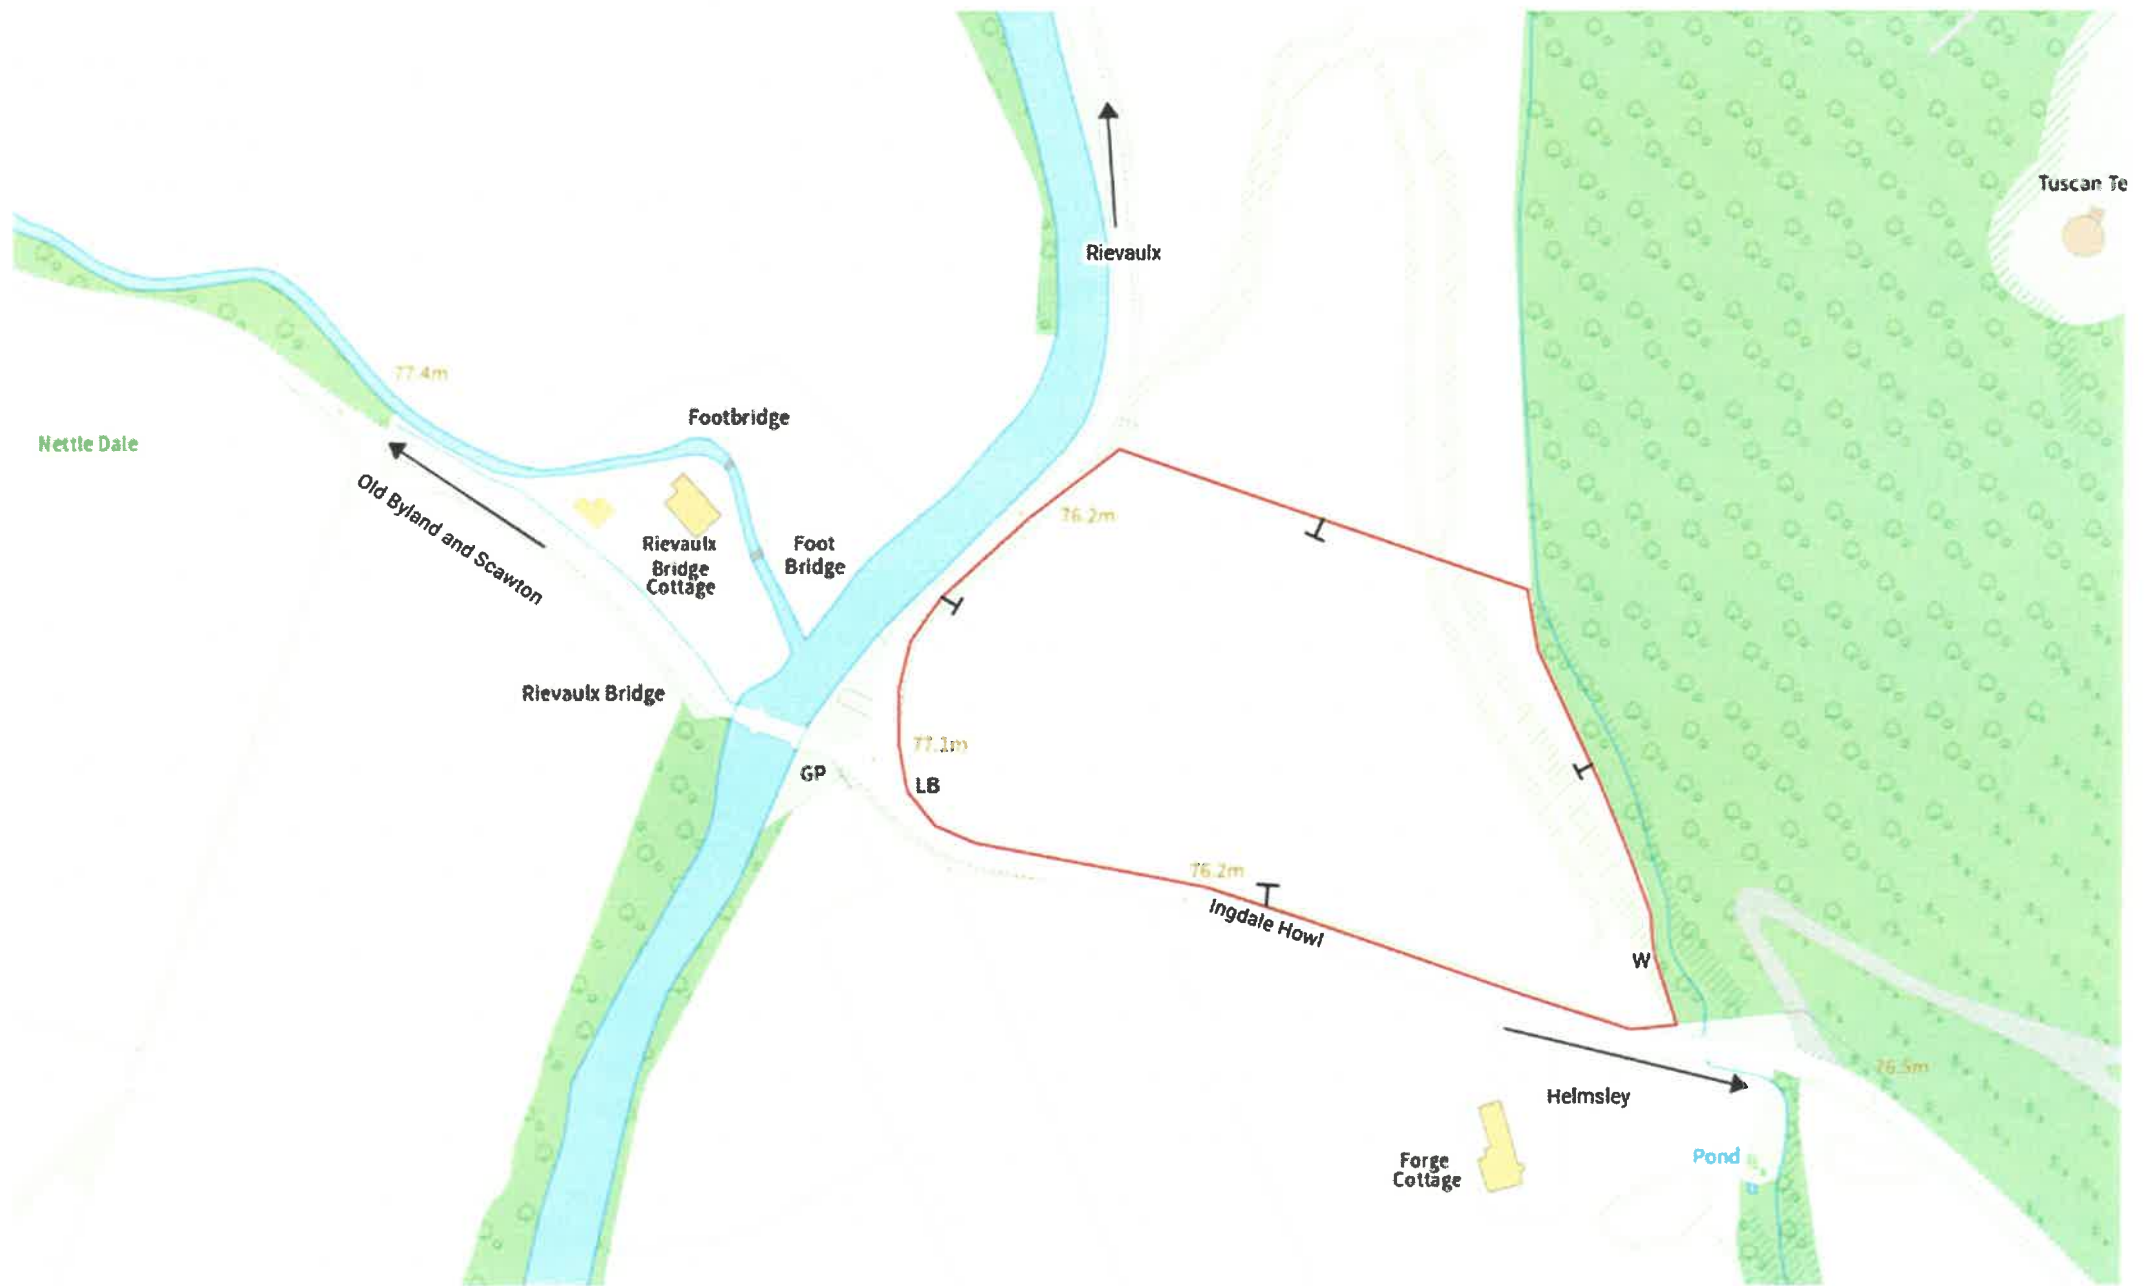 Tuscan Te
Rievaulx
77.4m
Footbridge
Nettle Dale
Old Byland and Scawton
76.2m
Rievaulx
Bridge
Cottage
Foot
Bridge
Rievaulx Bridge
77.1m
GP
LB
76.2m
Ingdale Howl
W
Helmsley
76.5m
Forge
Cottage
Pond